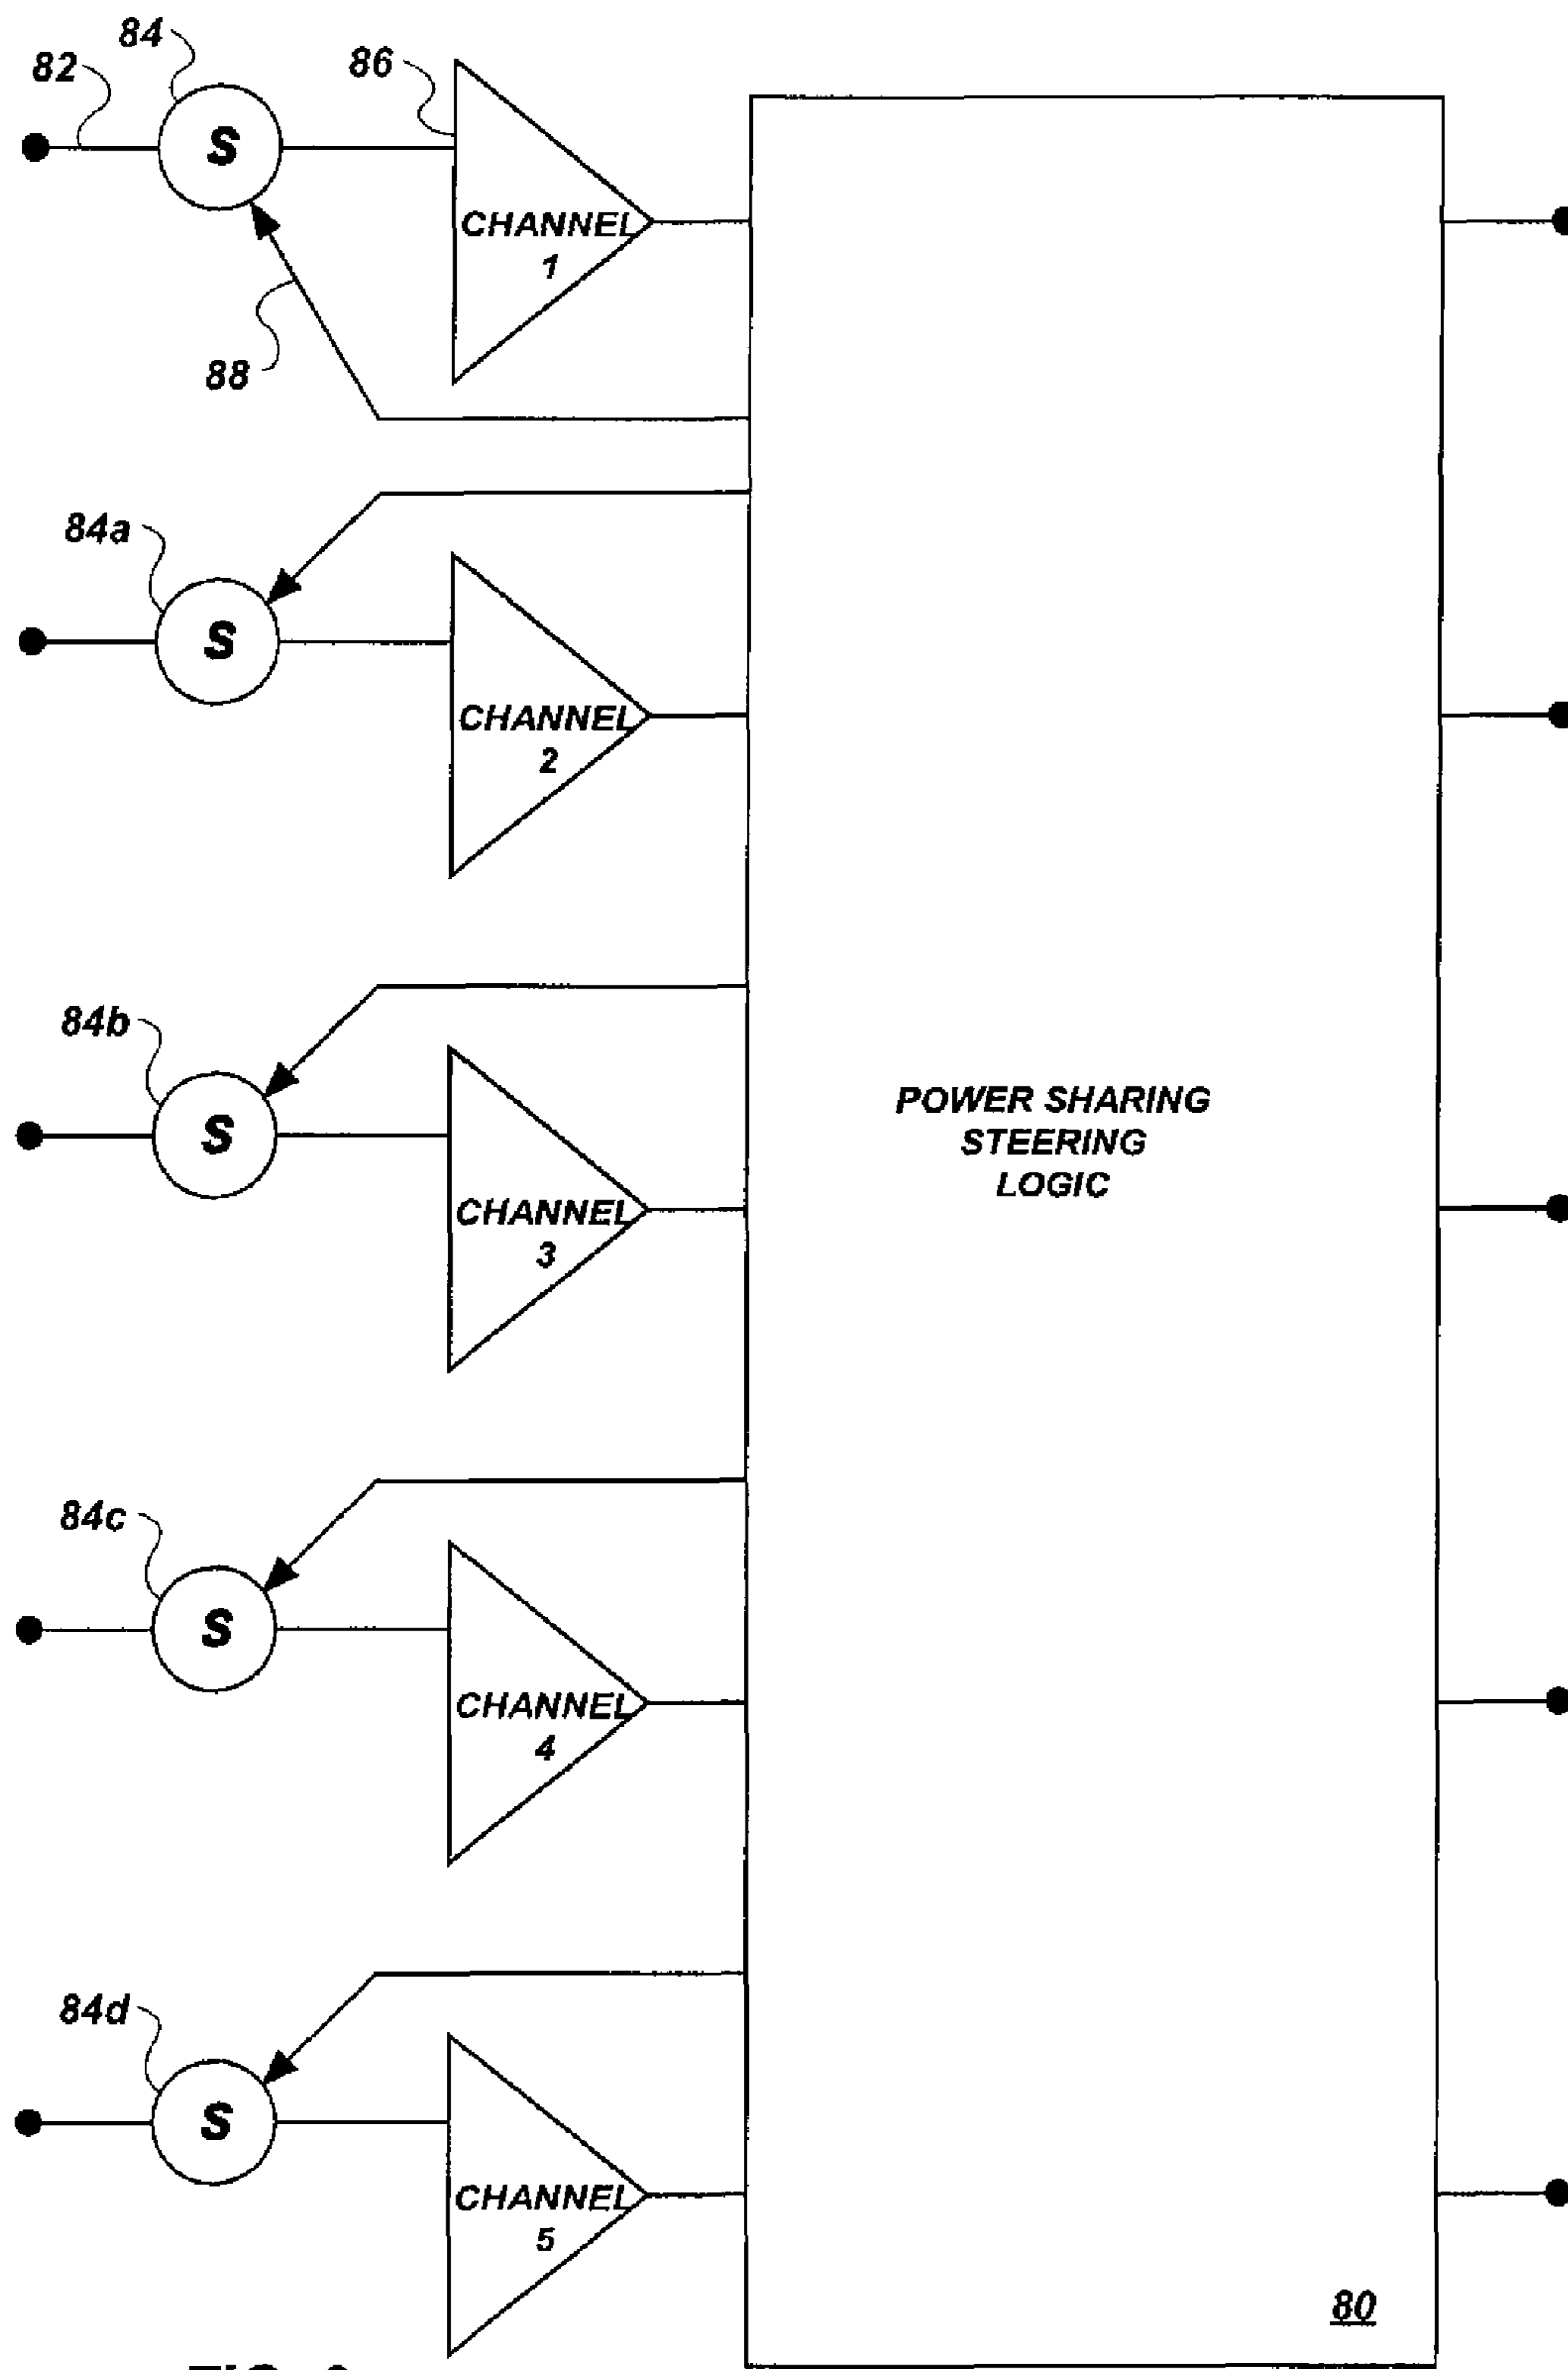 84
82
86
S
CHANNEL
1
88
84a
S
CHANNEL
2
84b
S
CHANNEL
3
POWER SHARING
STEERING
LOGIC
84c
S
CHANNEL
4
84d
S
CHANNEL
5
80